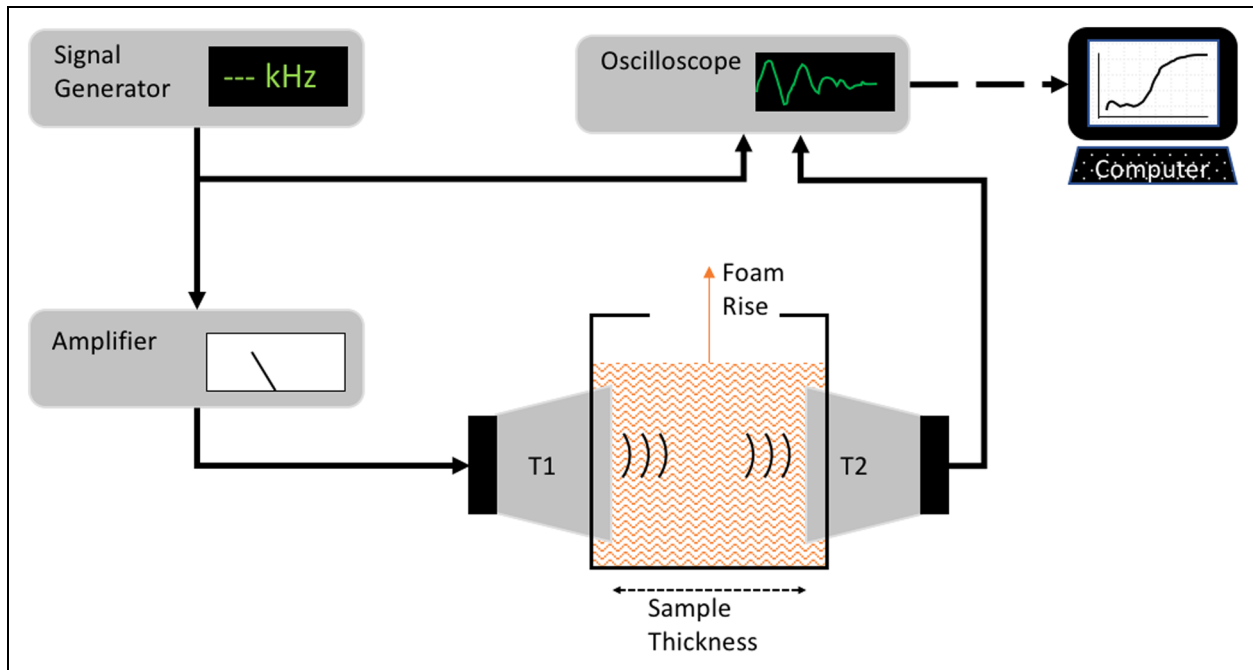 Signal
Generator
--- kHz
Oscilloscope
Computer
Amplifier
Foam
Rise
T1
T2
Sample
Thickness